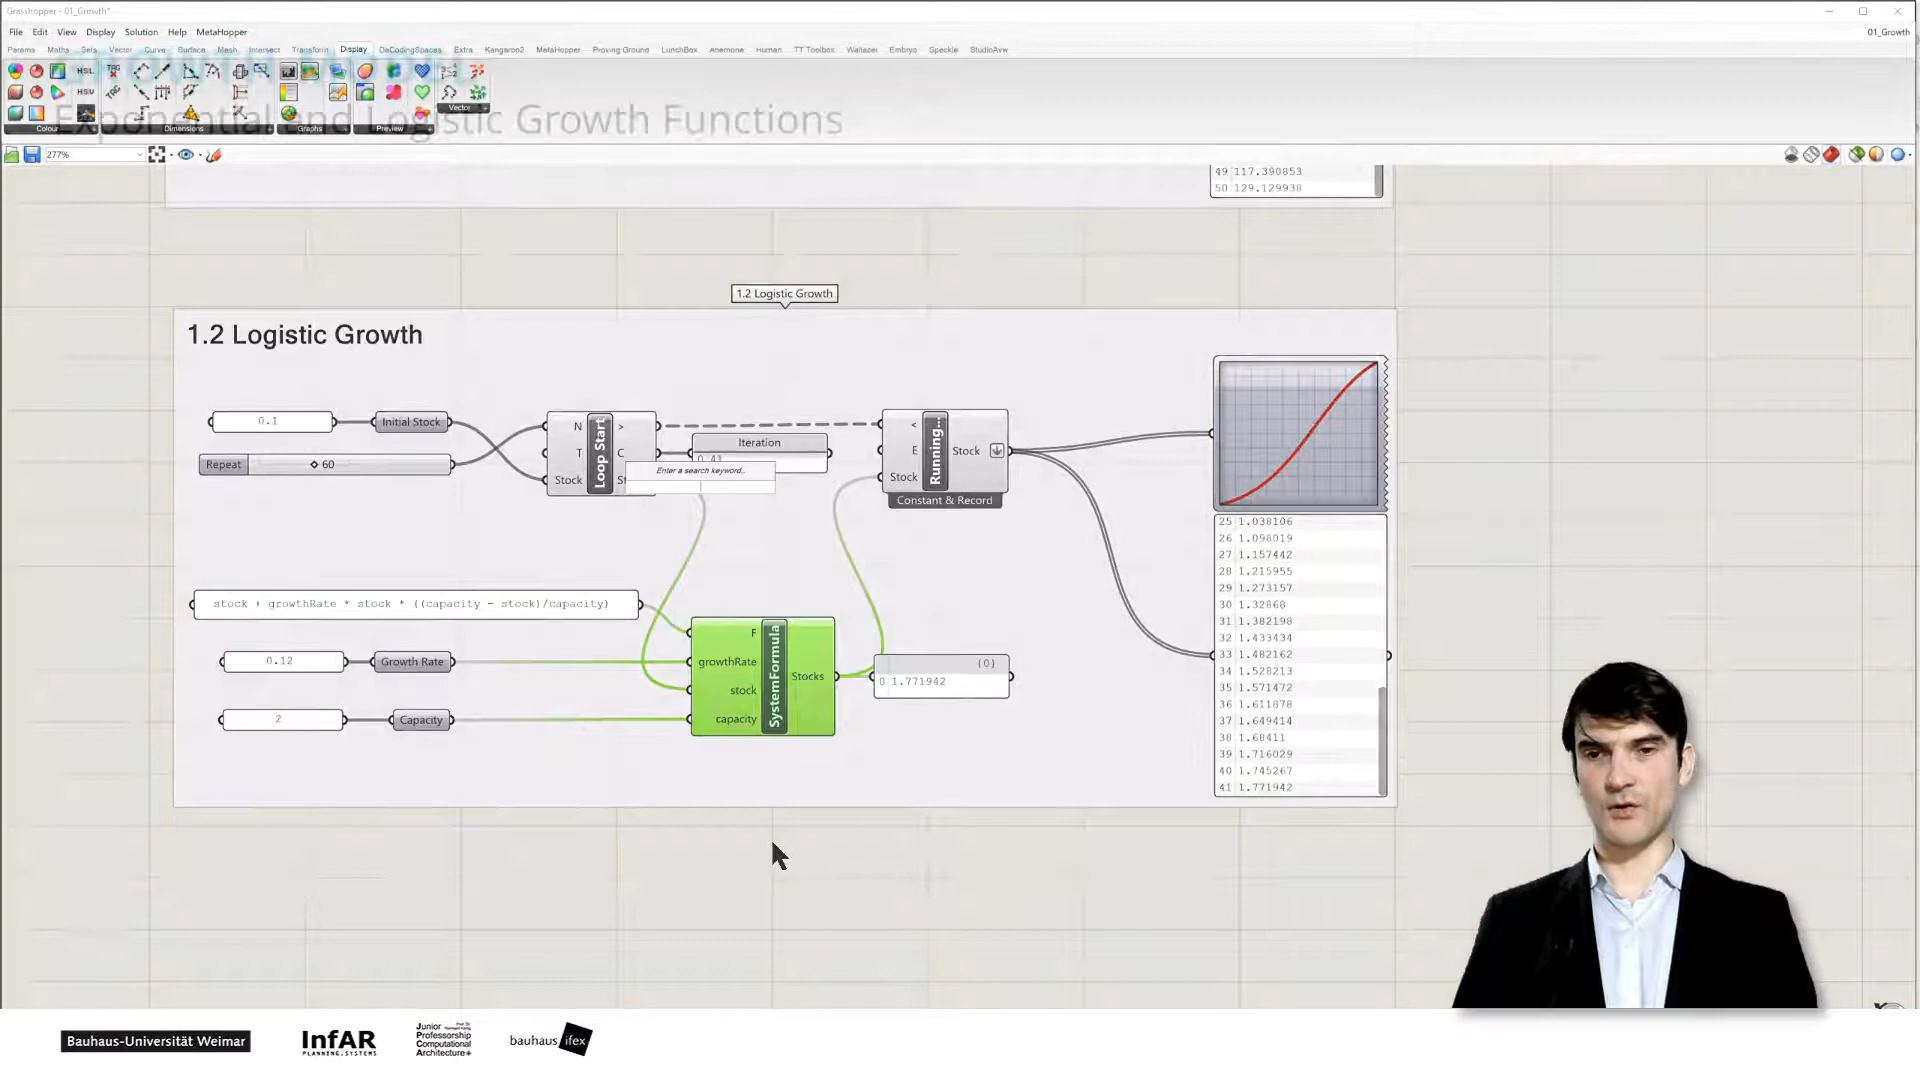 Grasshopper - 01_Growth*
File Edit View Display Solution Help MetaHopper
01_Growth
Params Maths Sets Vector Curve Surface Mesh Intersect Transform Display DeCodingSpaces Extra Kangaroo2 MetaHopper Proving Ground LunchBox Anemone Human TT Toolbox Wallacei Embryo Speckle StudioAvw
HSL
HSV
Vector
Exponential and Logistic Growth Functions
Colour Dimensions Graphs Preview
277%
49 117.390853
50 129.129938
1.2 Logistic Growth
1.2 Logistic Growth
0.1 Initial Stock
Repeat 60
N >
T C
Stock
Loop Start
Iteration
Enter a search keyword..
<
E Stock
Stock
Running...
Constant & Record
stock + growthRate * stock * ((capacity - stock)/capacity)
0.12 Growth Rate
2 Capacity
F
growthRate
stock
capacity
SystemFormula
Stocks
{0}
0 1.771942
25 1.038106
26 1.098019
27 1.157442
28 1.215955
29 1.273157
30 1.32868
31 1.382198
32 1.433434
33 1.482162
34 1.528213
35 1.571472
36 1.611878
37 1.649414
38 1.68411
39 1.716029
40 1.745267
41 1.771942
Bauhaus-Universität Weimar
InfAR
PLANNING.SYSTEMS
Junior
Professorship
Computational
Architecture+
bauhaus ifex